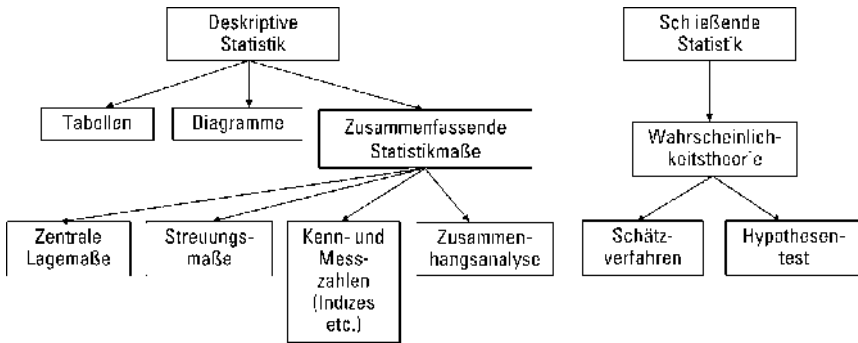 Deskriptive
Statistik
Schließende
Statistik
Tabellen
Diagramme
Zusammenfassende
Statistikmaße
Wahrscheinlich-
keitstheorie
Zentrale
Lagemaße
Streuungs-
maße
Kenn- und
Mess-
zahlen
(Indizes
etc.)
Zusammen-
hangsanalyse
Schätz-
verfahren
Hypothesen-
test